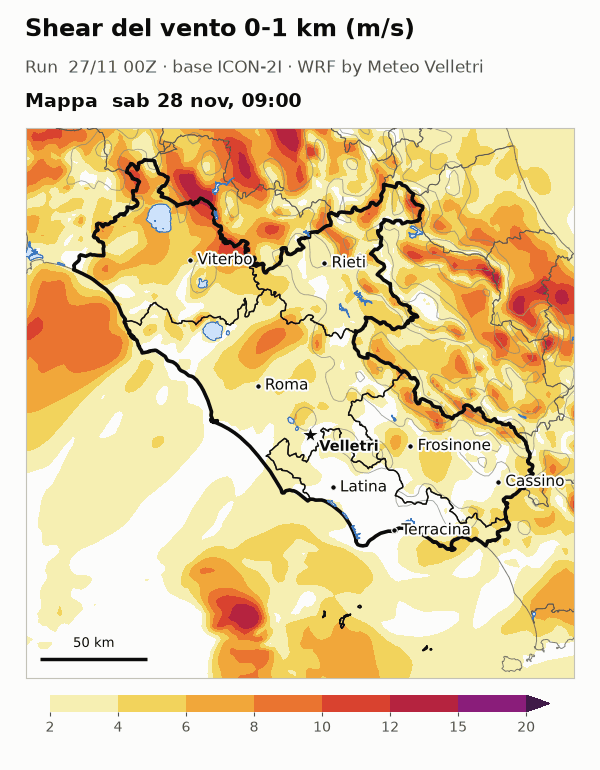 Shear del vento 0-1 km (m/s)
Run  27/11 00Z · base ICON-2I · WRF by Meteo Velletri
Mappa  sab 28 nov, 09:00
Viterbo
Rieti
Roma
Velletri
Frosinone
Cassino
Latina
Terracina
50 km
2 4 6 8 10 12 15 20